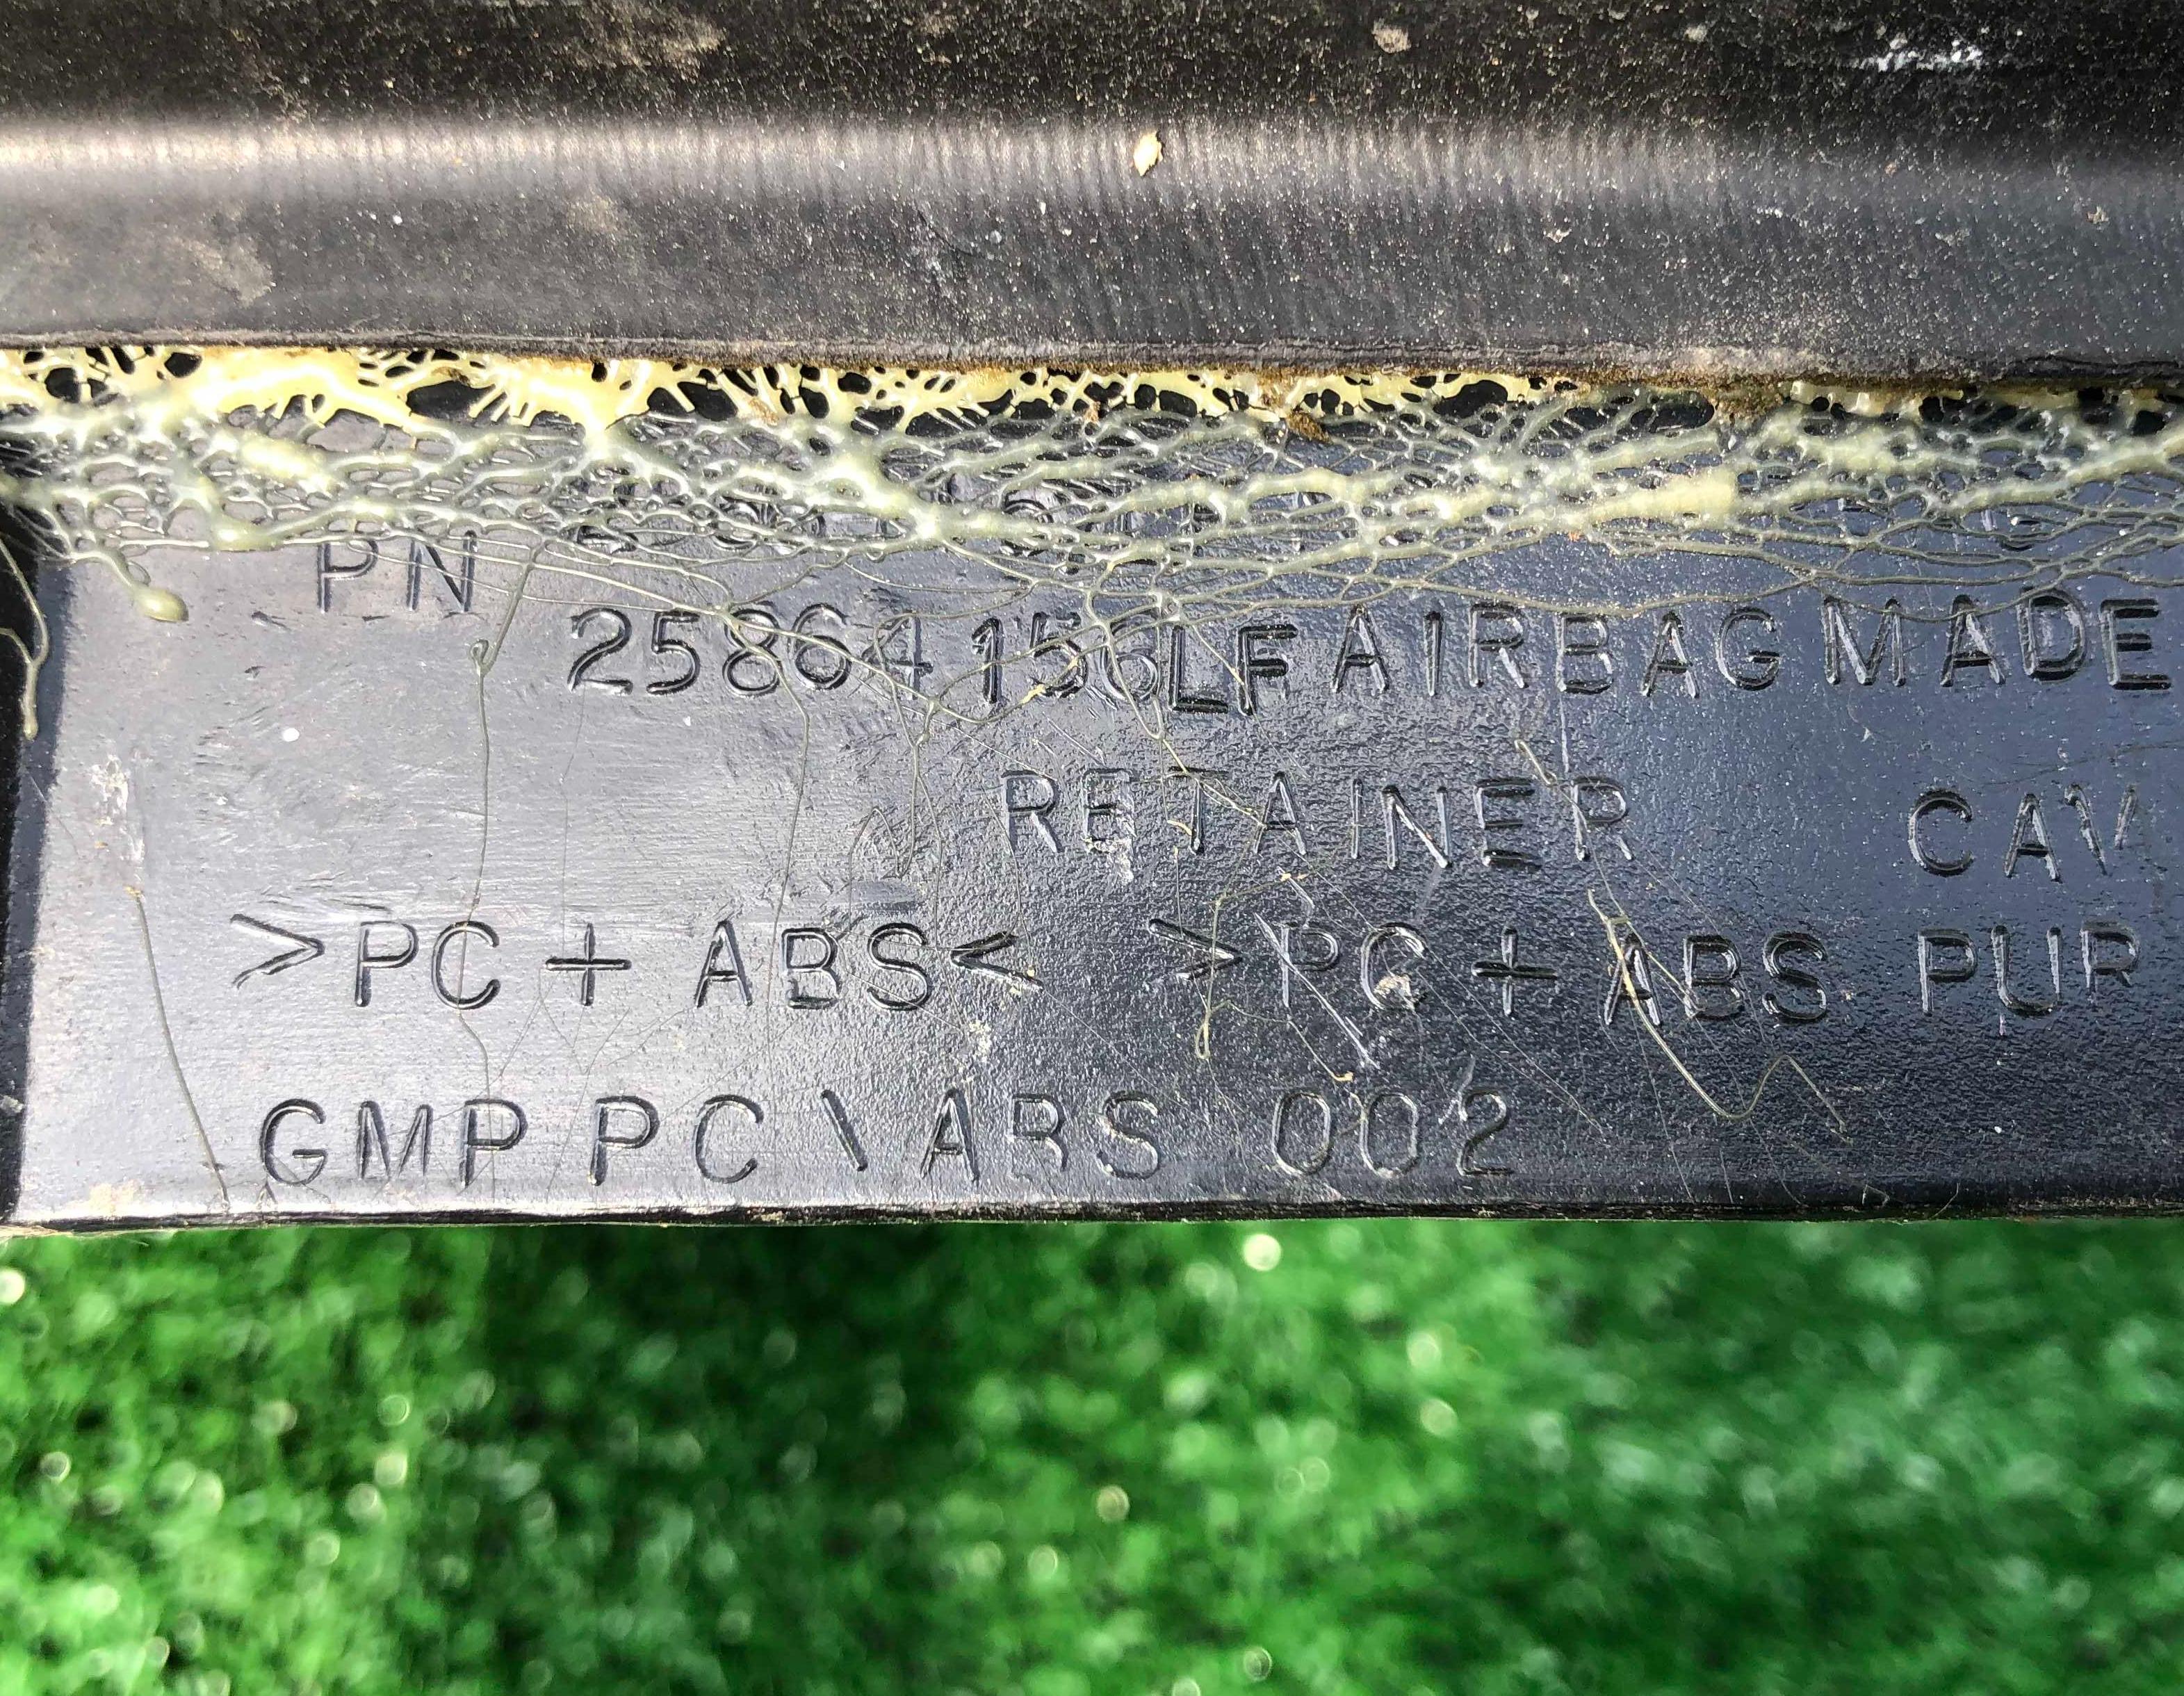 PN
25864156LF AIRBAG MADE
RETAINER CAV
>PC + ABS< >PC + ABS PUR
GMP PC \ ABS 002